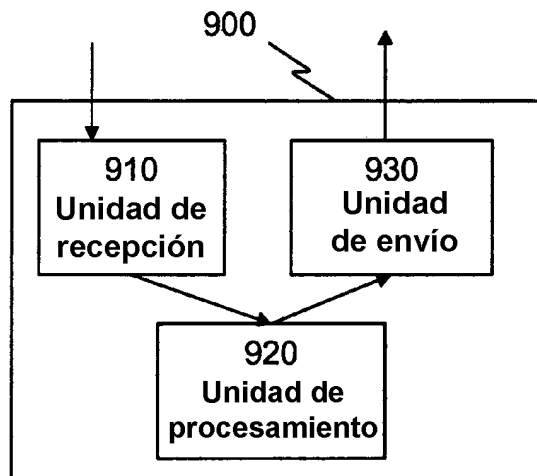 900
910
Unidad de
recepción
930
Unidad
de envío
920
Unidad de
procesamiento